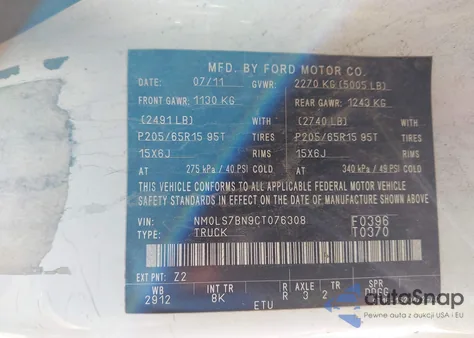 MFD. BY FORD MOTOR CO.
DATE: 07/11 GVWR: 2270 KG (5005 LB)
FRONT GAWR: 1130 KG REAR GAWR: 1243 KG
(2491 LB) WITH (2740 LB) WITH
P205/65R15 95T TIRES P205/65R15 95T TIRES
15X6J RIMS 15X6J RIMS
AT 275 kPa / 40 PSI COLD AT 340 kPa / 49 PSI COLD
THIS VEHICLE CONFORMS TO ALL APPLICABLE FEDERAL MOTOR VEHICLE
SAFETY STANDARDS IN EFFECT ON THE DATE OF MANUFACTURE SHOWN ABOVE
VIN: NM0LS7BN9CT076308 F0396
TYPE: TRUCK T0370
EXT PNT: Z2
WB INT TR R AXLE TR SPR
2912 8K R 3 2
ETU
autoSnap
Pewne auta z aukcji USA i EU